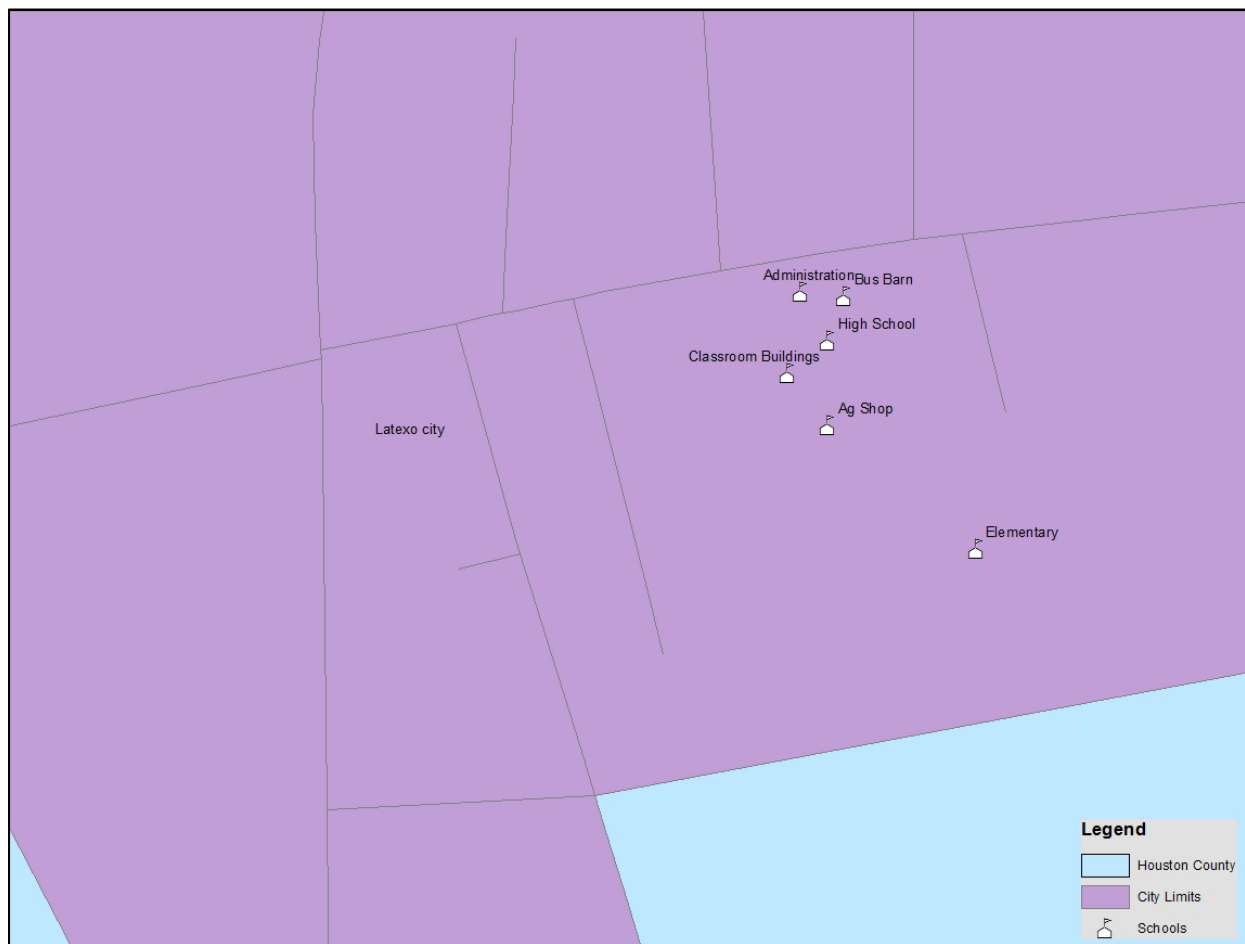 Administration
Bus Barn
High School
Classroom Buildings
Ag Shop
Latexo city
Elementary
Legend
Houston County
City Limits
Schools